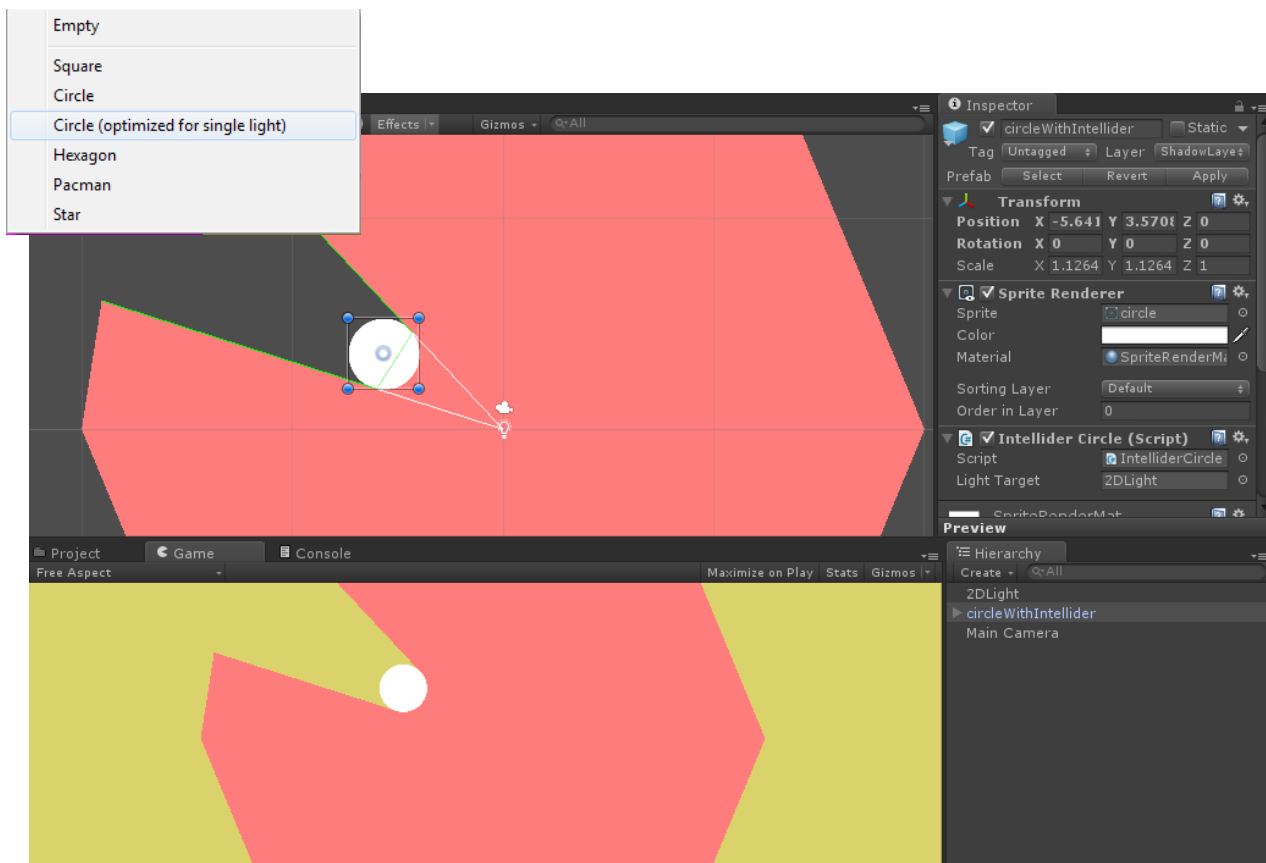 Empty
Square
Circle
Circle (optimized for single light)
Hexagon
Pacman
Star
Effects
Gizmos
Q▾All
Inspector
circleWithIntellider
Static
Tag Untagged Layer ShadowLaye
Prefab Select Revert Apply
Transform
Position X -5.641 Y 3.570 Z 0
Rotation X 0 Y 0 Z 0
Scale X 1.1264 Y 1.1264 Z 1
Sprite Renderer
Sprite circle
Color
Material SpriteRenderMa
Sorting Layer Default
Order in Layer 0
Intellider Circle (Script)
Script IntelliderCircle
Light Target 2DLight
SpriteRenderMat
Preview
Project Game Console
Free Aspect Maximize on Play Stats Gizmos
Hierarchy
Create All
2DLight
circleWithIntellider
Main Camera